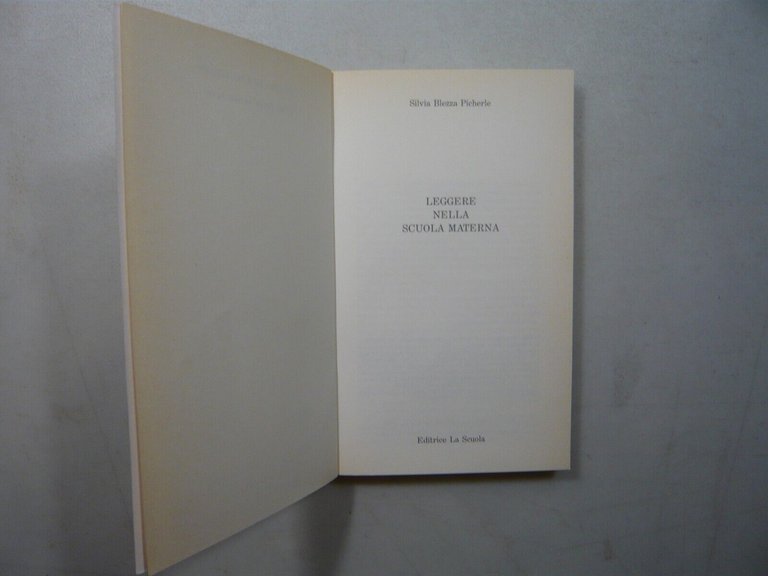 Silvia Blezza Picherle
LEGGERE
NELLA
SCUOLA MATERNA
Editrice La Scuola